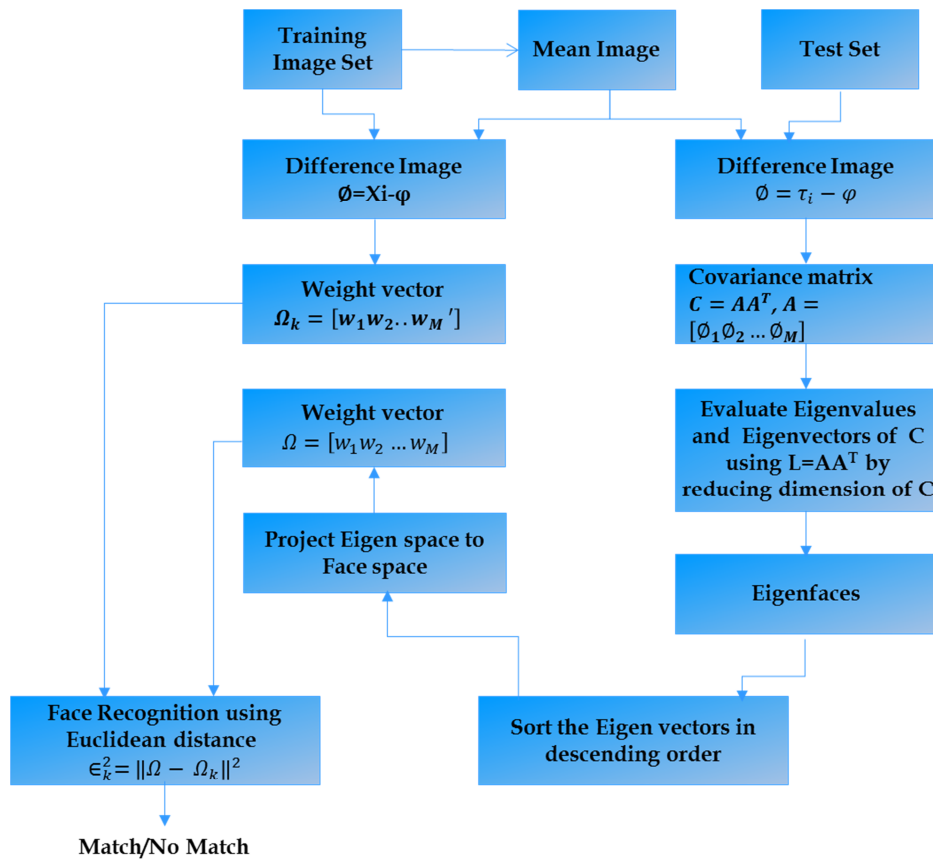 Training
Image Set
Mean Image
Test Set
Difference Image
Ø=Xi-φ
Difference Image
∅ = τᵢ − φ
Weight vector
Ωₖ = [w₁w₂..w_M ′]
Covariance matrix
C = AAᵀ, A =
[∅₁∅₂ … ∅_M]
Weight vector
Ω = [w₁w₂ … w_M]
Evaluate Eigenvalues
and Eigenvectors of C
using L=AAᵀ by
reducing dimension of C
Project Eigen space to
Face space
Eigenfaces
Face Recognition using
Euclidean distance
∈ₖ²= ‖Ω − Ωₖ‖²
Sort the Eigen vectors in
descending order
Match/No Match